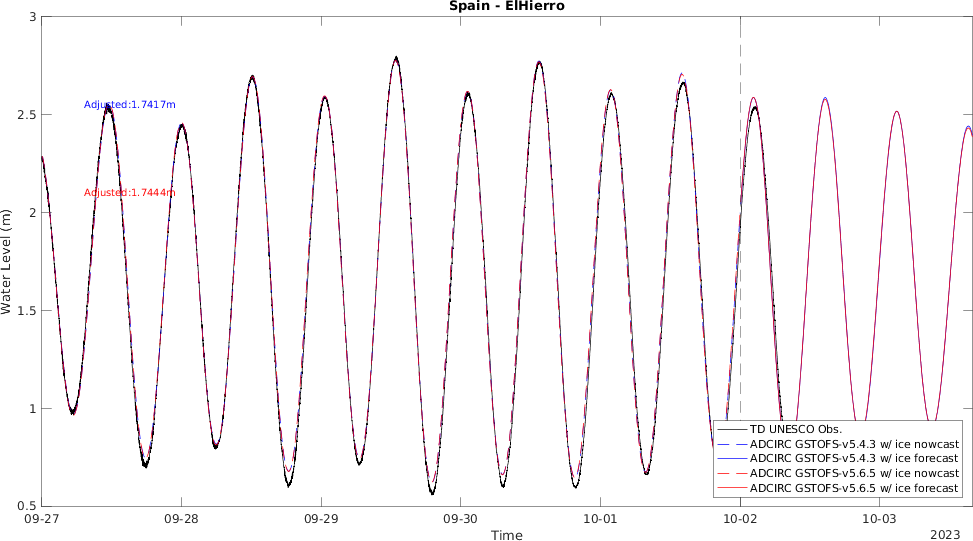 Spain - ElHierro
3
2.5
2
1.5
1
0.5
Water Level (m)
Adjusted:1.7417m
Adjusted:1.7444m
TD UNESCO Obs.
ADCIRC GSTOFS-v5.4.3 w/ ice nowcast
ADCIRC GSTOFS-v5.4.3 w/ ice forecast
ADCIRC GSTOFS-v5.6.5 w/ ice nowcast
ADCIRC GSTOFS-v5.6.5 w/ ice forecast
09-27 09-28 09-29 09-30 10-01 10-02 10-03
Time
2023